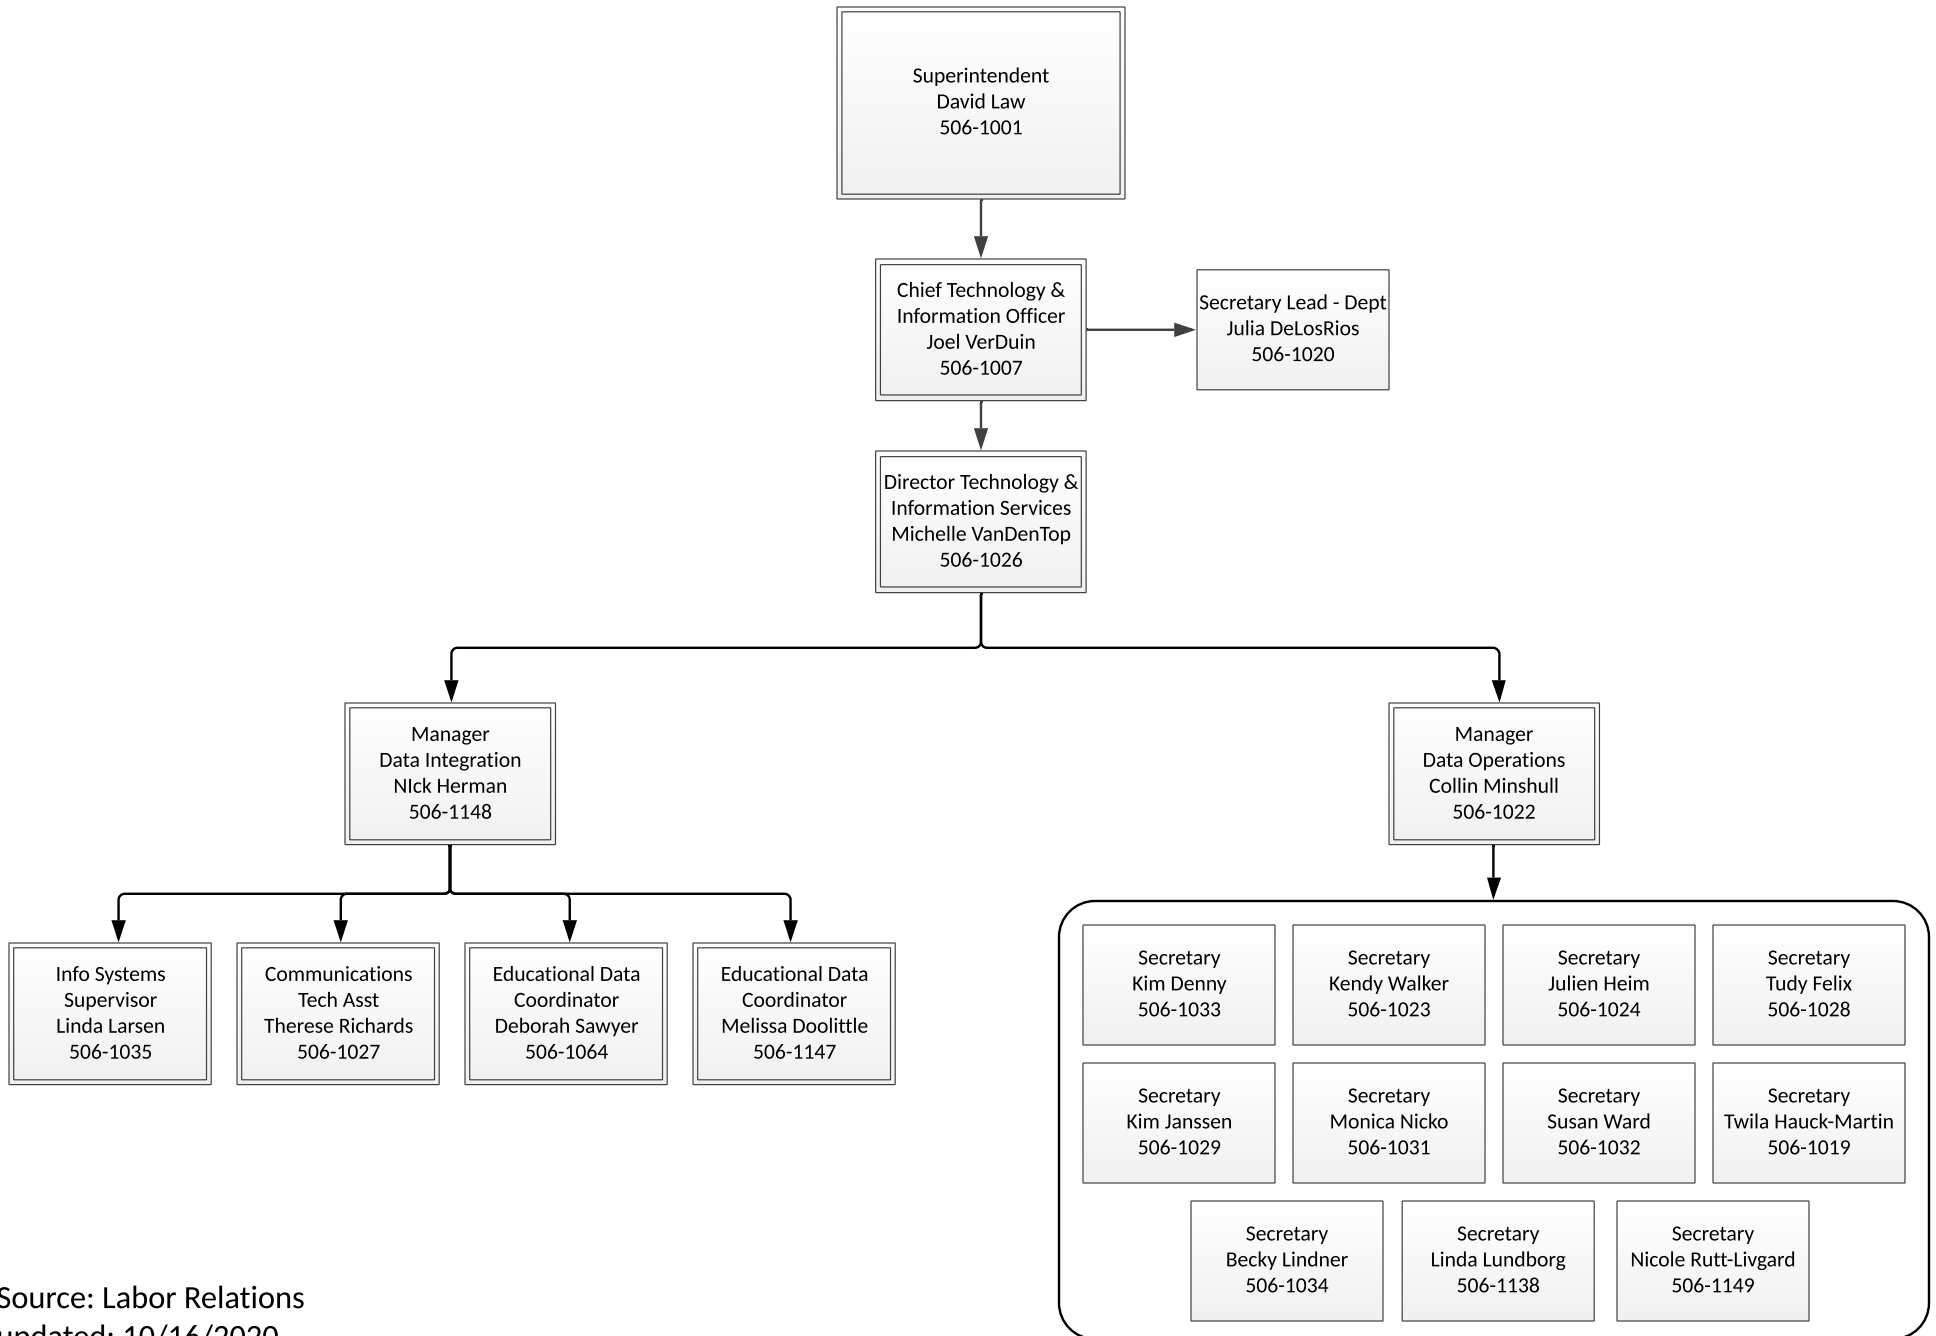 Superintendent
David Law
506-1001
Chief Technology &
Information Officer
Joel VerDuin
506-1007
Secretary Lead - Dept
Julia DeLosRios
506-1020
Director Technology &
Information Services
Michelle VanDenTop
506-1026
Manager
Data Integration
NIck Herman
506-1148
Manager
Data Operations
Collin Minshull
506-1022
Info Systems
Supervisor
Linda Larsen
506-1035
Communications
Tech Asst
Therese Richards
506-1027
Educational Data
Coordinator
Deborah Sawyer
506-1064
Educational Data
Coordinator
Melissa Doolittle
506-1147
Secretary
Kim Denny
506-1033
Secretary
Kendy Walker
506-1023
Secretary
Julien Heim
506-1024
Secretary
Tudy Felix
506-1028
Secretary
Kim Janssen
506-1029
Secretary
Monica Nicko
506-1031
Secretary
Susan Ward
506-1032
Secretary
Twila Hauck-Martin
506-1019
Secretary
Becky Lindner
506-1034
Secretary
Linda Lundborg
506-1138
Secretary
Nicole Rutt-Livgard
506-1149
Source: Labor Relations
updated: 10/16/2020